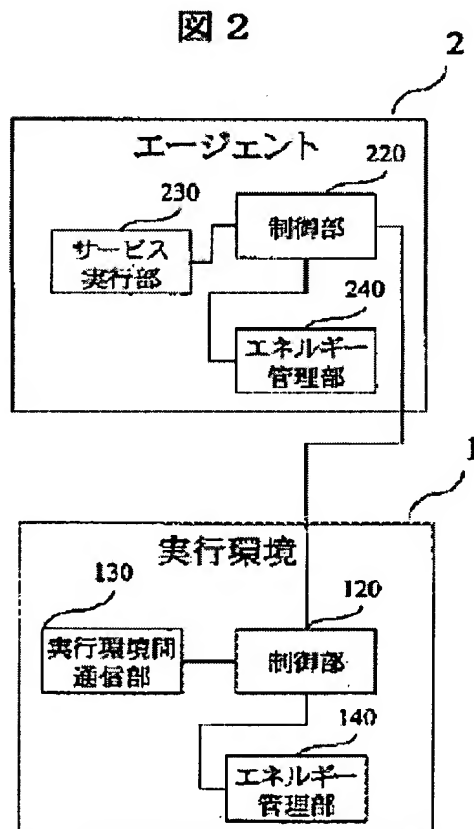 図2
2
エージェント
220
230
制御部
サービス
実行部
240
エネルギー
管理部
1
実行環境
130
120
実行環境間
通信部
制御部
140
エネルギー
管理部